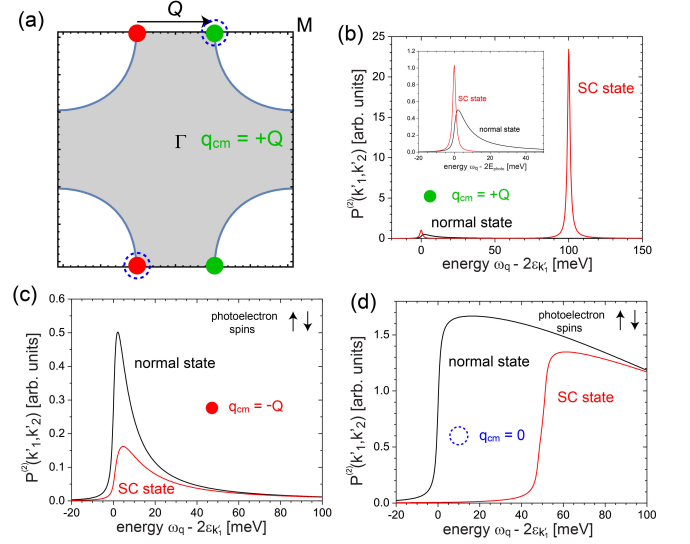 (a)
Q
M
Γ
q_cm = +Q
(b)
P^(2)(k'_1,k'_2) [arb. units]
25
20
15
10
5
0
-50
0
50
100
150
energy ω_q - 2ε_k'_1 [meV]
SC state
normal state
q_cm = +Q
1.2
1.0
0.8
0.6
0.4
0.2
0.0
-20
0
20
40
energy ω_q - 2E_photo [meV]
SC state
normal state
(c)
P^(2)(k'_1,k'_2) [arb. units]
0.6
0.5
0.4
0.3
0.2
0.1
0.0
-20
0
20
40
60
80
100
energy ω_q - 2ε_k'_1 [meV]
photoelectron
spins
normal state
q_cm = -Q
SC state
(d)
P^(2)(k'_1,k'_2) [arb. units]
1.5
1.0
0.5
0.0
-20
0
20
40
60
80
100
energy ω_q - 2ε_k'_1 [meV]
photoelectron
spins
normal state
SC state
q_cm = 0